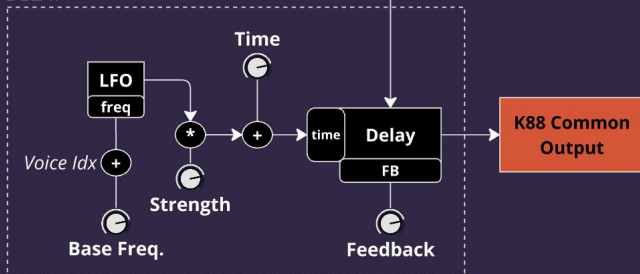 Time
LFO
freq
*
+
time
Delay
K88 Common
Output
Voice Idx
+
FB
Strength
Base Freq.
Feedback